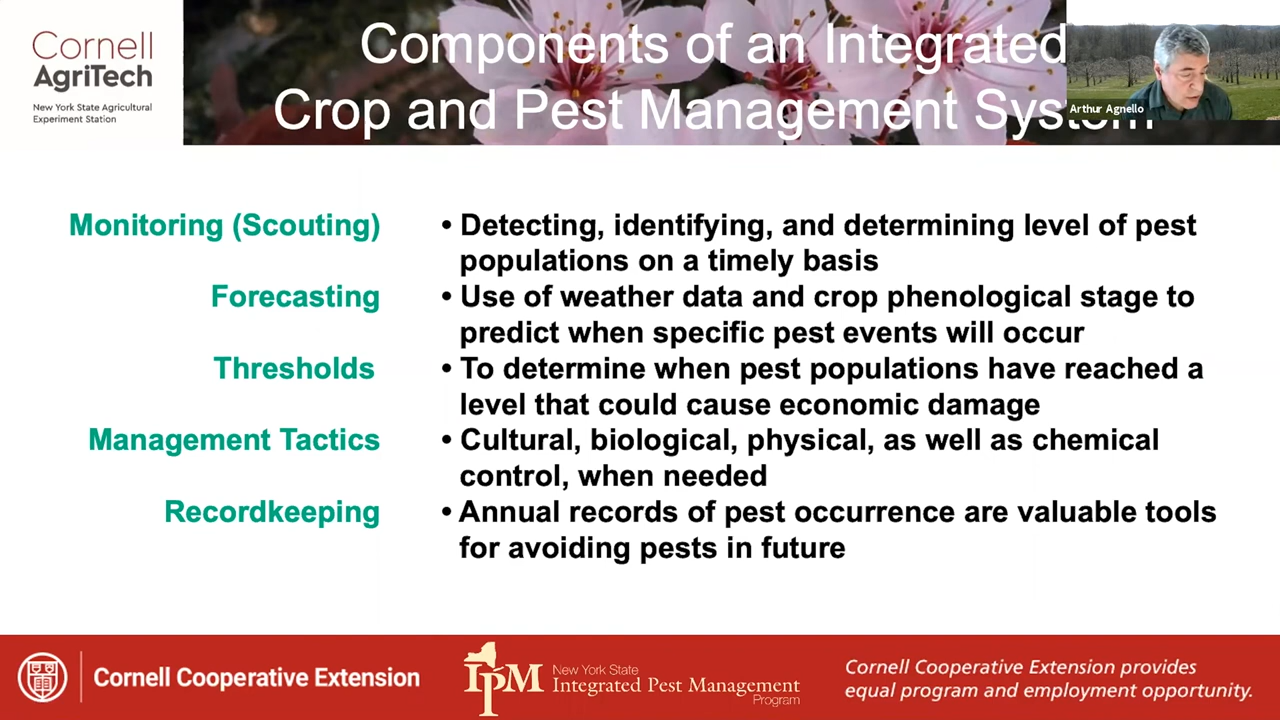 Cornell
AgriTech
New York State Agricultural
Experiment Station
Components of an Integrated
Crop and Pest Management System
Arthur Agnello
Monitoring (Scouting)
• Detecting, identifying, and determining level of pest
populations on a timely basis
Forecasting
• Use of weather data and crop phenological stage to
predict when specific pest events will occur
Thresholds
• To determine when pest populations have reached a
level that could cause economic damage
Management Tactics
• Cultural, biological, physical, as well as chemical
control, when needed
Recordkeeping
• Annual records of pest occurrence are valuable tools
for avoiding pests in future
Cornell Cooperative Extension
IPM
New York State
Integrated Pest Management
Program
Cornell Cooperative Extension provides
equal program and employment opportunity.